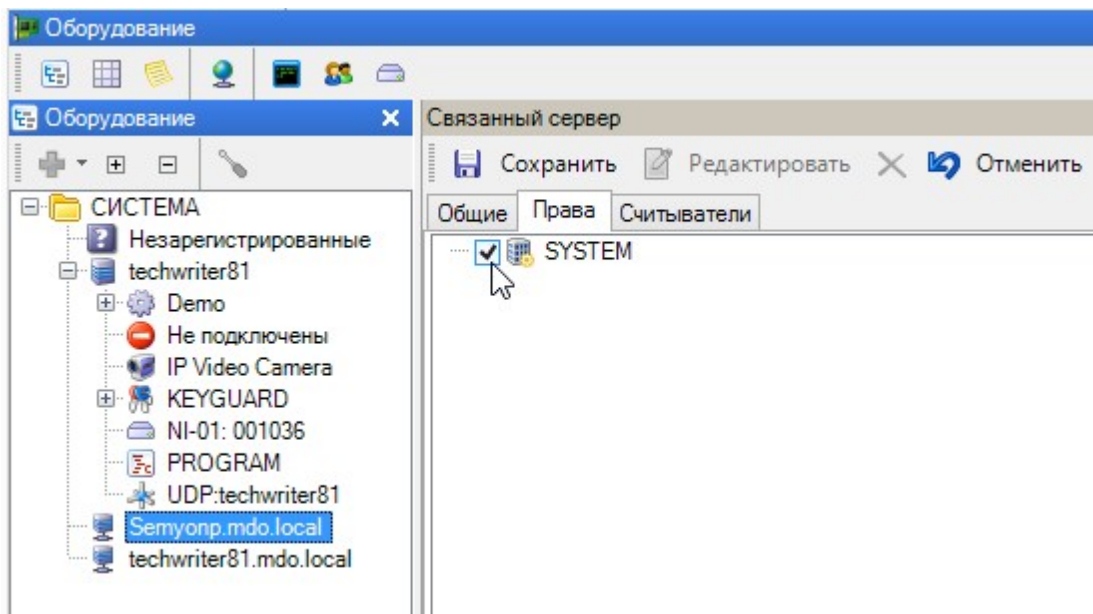 Оборудование
Оборудование
СИСТЕМА
Незарегистрированные
techwriter81
Demo
Не подключены
IP Video Camera
KEYGUARD
NI-01: 001036
PROGRAM
UDP:techwriter81
Semyonp.mdo.local
techwriter81.mdo.local
Связанный сервер
Сохранить Редактировать Отменить
Общие Права Считыватели
SYSTEM